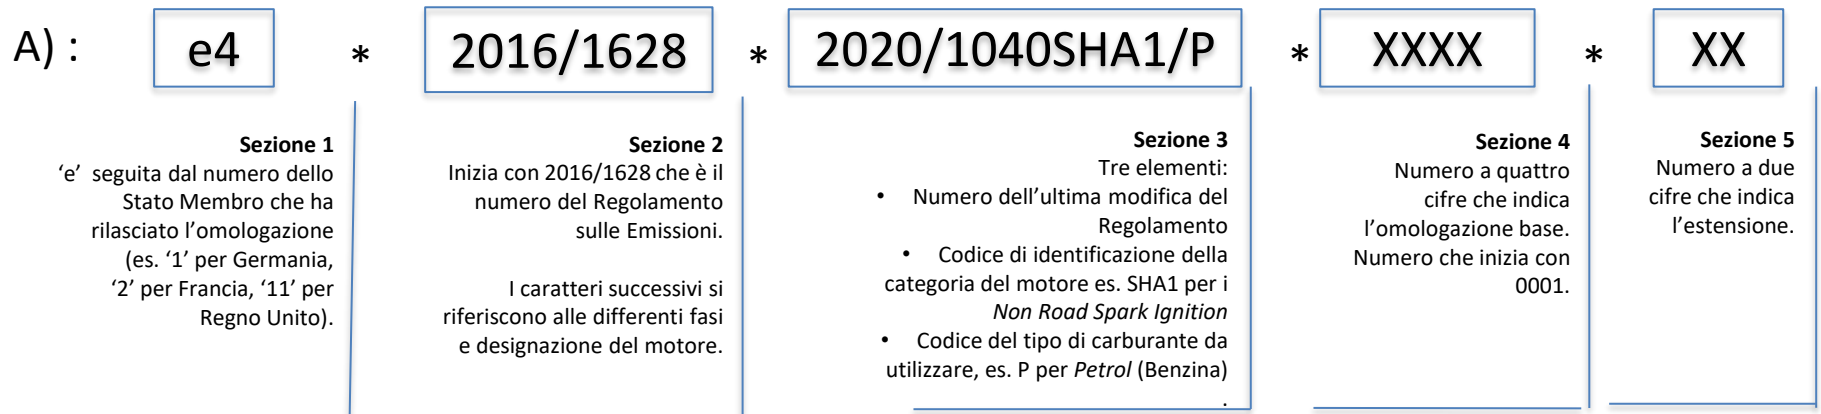 A) : e4 * 2016/1628 * 2020/1040SHA1/P * XXXX * XX
Sezione 1
‘e’ seguita dal numero dello
Stato Membro che ha
rilasciato l’omologazione
(es. ‘1’ per Germania,
‘2’ per Francia, ‘11’ per
Regno Unito).
Sezione 2
Inizia con 2016/1628 che è il
numero del Regolamento
sulle Emissioni.
I caratteri successivi si
riferiscono alle differenti fasi
e designazione del motore.
Sezione 3
Tre elementi:
• Numero dell’ultima modifica del
Regolamento
• Codice di identificazione della
categoria del motore es. SHA1 per i
Non Road Spark Ignition
• Codice del tipo di carburante da
utilizzare, es. P per Petrol (Benzina)
.
Sezione 4
Numero a quattro
cifre che indica
l’omologazione base.
Numero che inizia con
0001.
Sezione 5
Numero a due
cifre che indica
l’estensione.